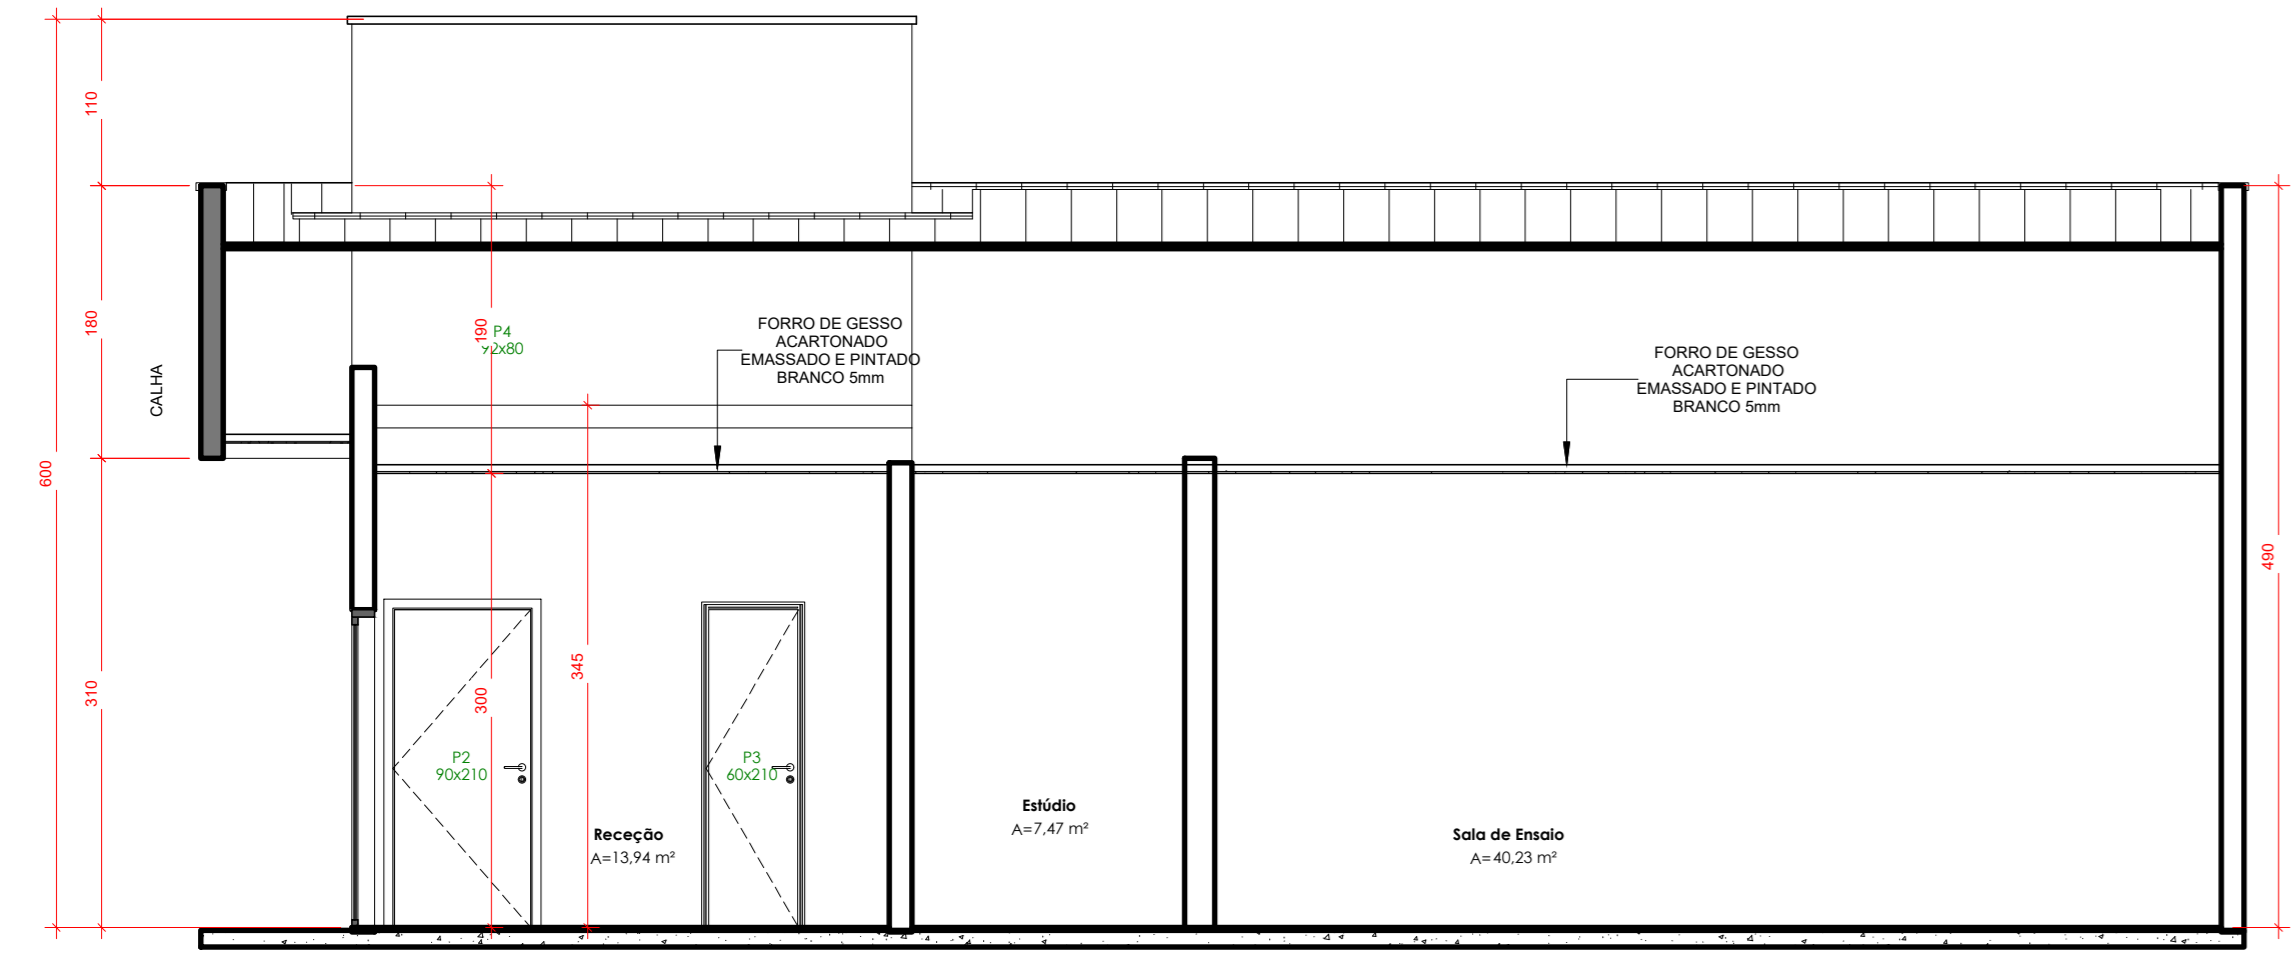 110
180
190
P4
92x80
FORRO DE GESSO
ACARTONADO
EMASSADO E PINTADO
BRANCO 5mm
FORRO DE GESSO
ACARTONADO
EMASSADO E PINTADO
BRANCO 5mm
CALHA
600
490
345
310
300
P2
90x210
P3
60x210
Receção
A=13,94 m²
Estúdio
A=7,47 m²
Sala de Ensaio
A=40,23 m²